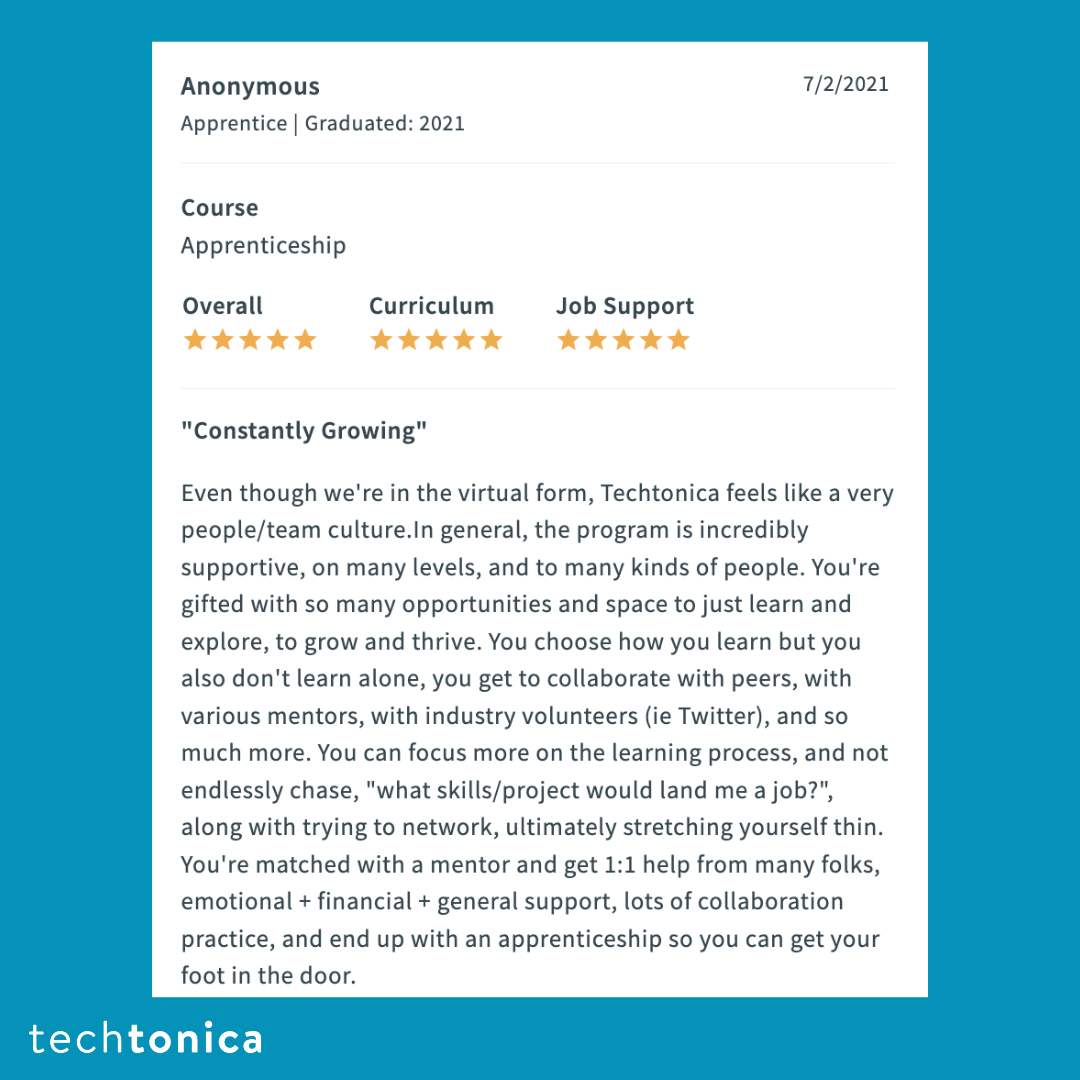 Anonymous 7/2/2021
Apprentice | Graduated: 2021
Course
Apprenticeship
Overall Curriculum Job Support
"Constantly Growing"
Even though we're in the virtual form, Techtonica feels like a very
people/team culture.In general, the program is incredibly
supportive, on many levels, and to many kinds of people. You're
gifted with so many opportunities and space to just learn and
explore, to grow and thrive. You choose how you learn but you
also don't learn alone, you get to collaborate with peers, with
various mentors, with industry volunteers (ie Twitter), and so
much more. You can focus more on the learning process, and not
endlessly chase, "what skills/project would land me a job?",
along with trying to network, ultimately stretching yourself thin.
You're matched with a mentor and get 1:1 help from many folks,
emotional + financial + general support, lots of collaboration
practice, and end up with an apprenticeship so you can get your
foot in the door.
techtonica